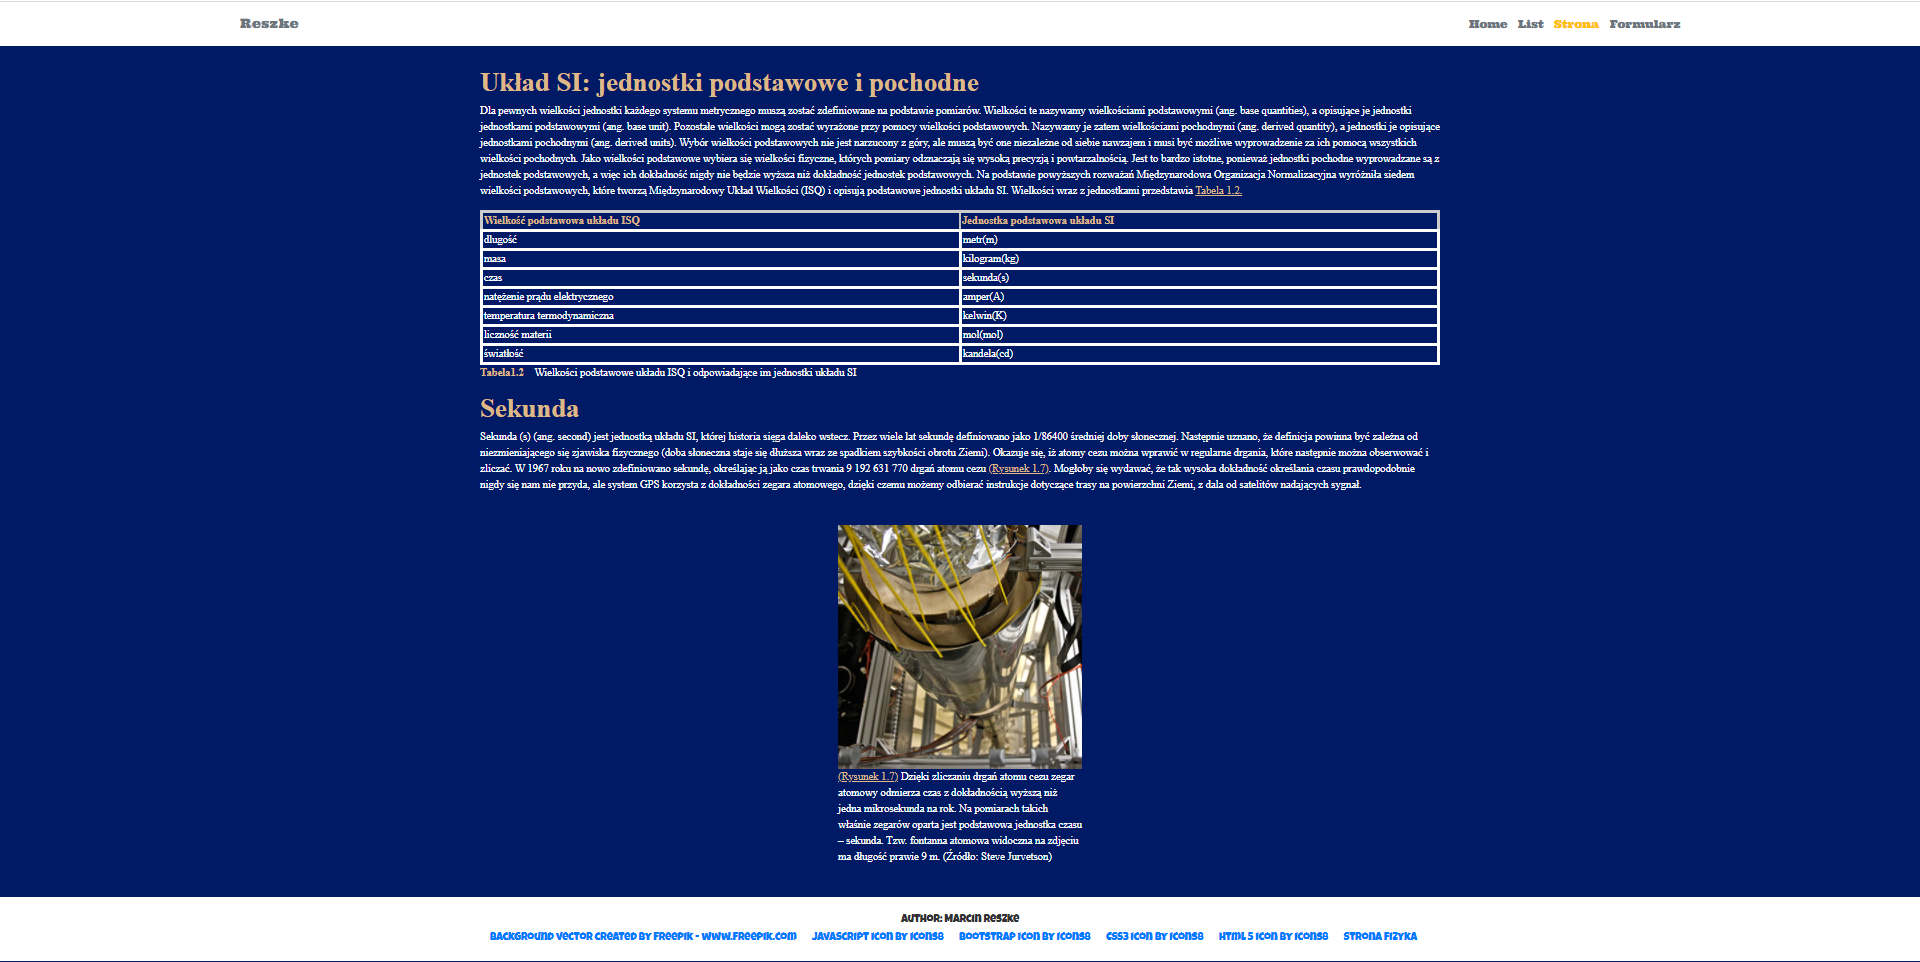 Reszke
Home List Strona Formularz
Układ SI: jednostki podstawowe i pochodne
Dla pewnych wielkości jednostki każdego systemu metrycznego muszą zostać zdefiniowane na podstawie pomiarów. Wielkości te nazywamy wielkościami podstawowymi (ang. base quantities), a opisujące je jednostki
jednostkami podstawowymi (ang. base unit). Pozostałe wielkości mogą zostać wyrażone przy pomocy wielkości podstawowych. Nazywamy je zatem wielkościami pochodnymi (ang. derived quantity), a jednostki je opisujące
jednostkami pochodnymi (ang. derived units). Wybór wielkości podstawowych nie jest narzucony z góry, ale muszą być one niezależne od siebie nawzajem i musi być możliwe wyprowadzenie za ich pomocą wszystkich
wielkości pochodnych. Jako wielkości podstawowe wybiera się wielkości fizyczne, których pomiary odznaczają się wysoką precyzją i powtarzalnością. Jest to bardzo istotne, ponieważ jednostki pochodne wyprowadzane są z
jednostek podstawowych, a więc ich dokładność nigdy nie będzie wyższa niż dokładność jednostek podstawowych. Na podstawie powyższych rozważań Międzynarodowa Organizacja Normalizacyjna wyróżniła siedem
wielkości podstawowych, które tworzą Międzynarodowy Układ Wielkości (ISQ) i opisują podstawowe jednostki układu SI. Wielkości wraz z jednostkami przedstawia Tabela 1.2.
Wielkość podstawowa układu ISQ Jednostka podstawowa układu SI
długość metr(m)
masa kilogram(kg)
czas sekunda(s)
natężenie prądu elektrycznego amper(A)
temperatura termodynamiczna kelwin(K)
liczność materii mol(mol)
światłość kandela(cd)
Tabela1.2 Wielkości podstawowe układu ISQ i odpowiadające im jednostki układu SI
Sekunda
Sekunda (s) (ang. second) jest jednostką układu SI, której historia sięga daleko wstecz. Przez wiele lat sekundę definiowano jako 1/86400 średniej doby słonecznej. Następnie uznano, że definicja powinna być zależna od
niezmieniającego się zjawiska fizycznego (doba słoneczna staje się dłuższa wraz ze spadkiem szybkości obrotu Ziemi). Okazuje się, iż atomy cezu można wprawić w regularne drgania, które następnie można obserwować i
zliczać. W 1967 roku na nowo zdefiniowano sekundę, określając ją jako czas trwania 9 192 631 770 drgań atomu cezu (Rysunek 1.7). Mogłoby się wydawać, że tak wysoka dokładność określania czasu prawdopodobnie
nigdy się nam nie przyda, ale system GPS korzysta z dokładności zegara atomowego, dzięki czemu możemy odbierać instrukcje dotyczące trasy na powierzchni Ziemi, z dala od satelitów nadających sygnał.
(Rysunek 1.7) Dzięki zliczaniu drgań atomu cezu zegar
atomowy odmierza czas z dokładnością wyższą niż
jedna mikrosekunda na rok. Na pomiarach takich
właśnie zegarów oparta jest podstawowa jednostka czasu
– sekunda. Tzw. fontanna atomowa widoczna na zdjęciu
ma długość prawie 9 m. (Źródło: Steve Jurvetson)
Author: Marcin Reszke
Background vector created by freepik - www.freepik.com JavaScript icon by Icons8 Bootstrap icon by Icons8 CSS3 icon by Icons8 Html 5 icon by Icons8 Strona Fizyka